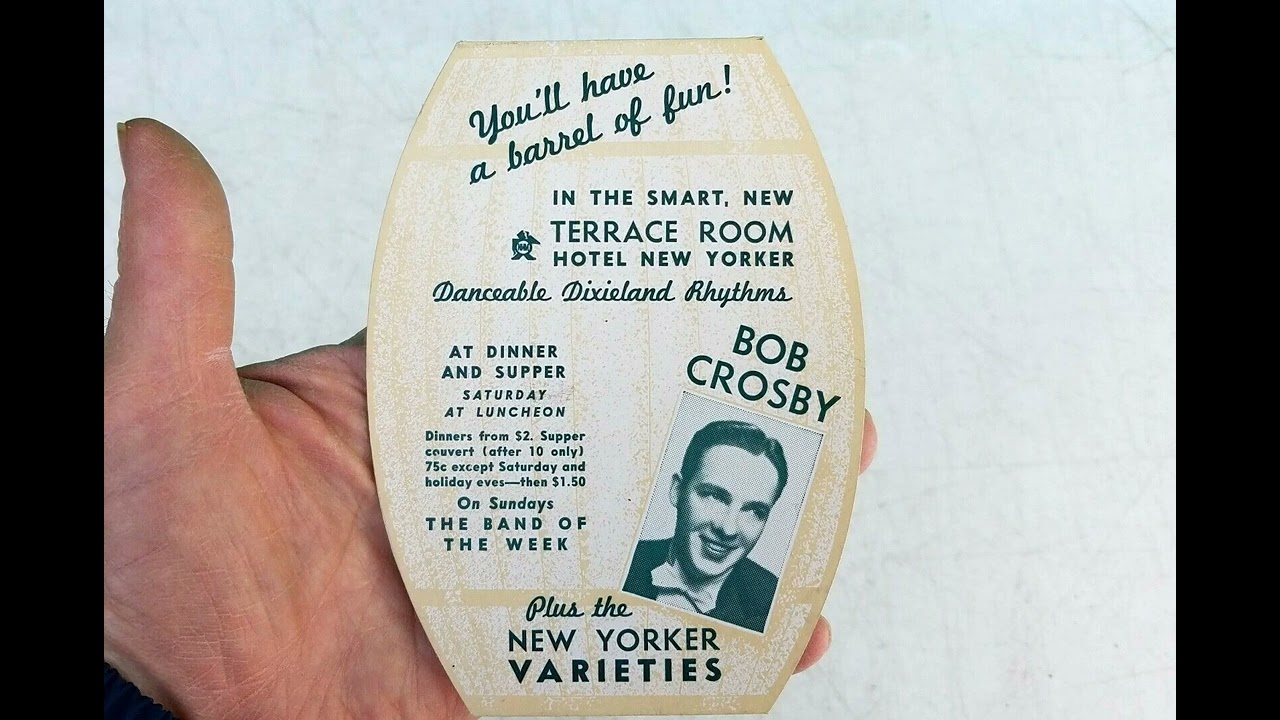 You'll have
a barrel of fun!
IN THE SMART, NEW
TERRACE ROOM
HOTEL NEW YORKER
Danceable Dixieland Rhythms
BOB
CROSBY
AT DINNER
AND SUPPER
SATURDAY
AT LUNCHEON
Dinners from $2. Supper
couvert (after 10 only)
75c except Saturday and
holiday eves—then $1.50
On Sundays
THE BAND OF
THE WEEK
Plus the
NEW YORKER
VARIETIES